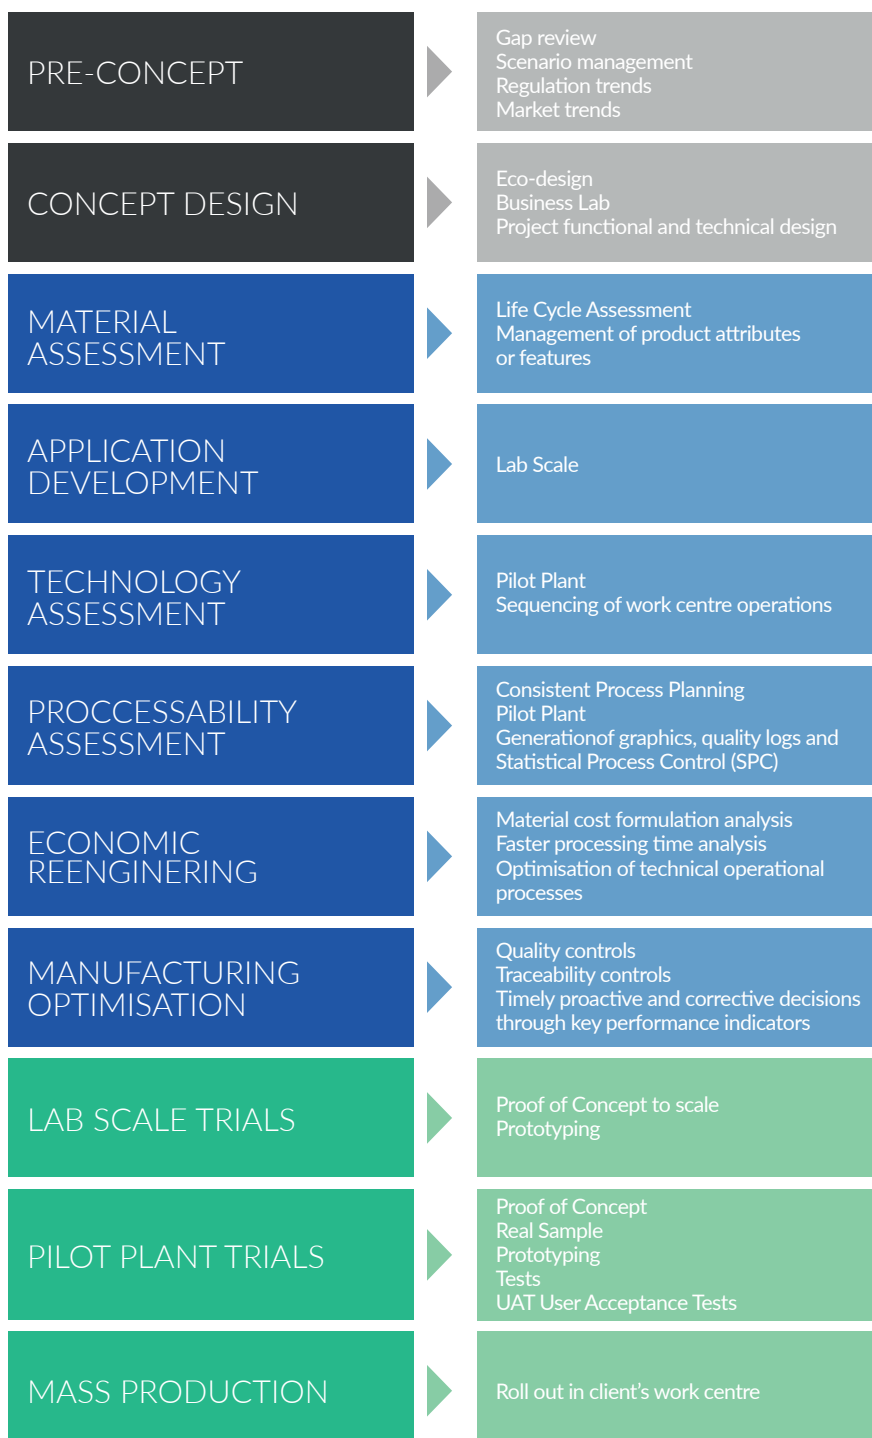 PRE-CONCEPT
Gap review
Scenario management
Regulation trends
Market trends
CONCEPT DESIGN
Eco-design
Business Lab
Project functional and technical design
MATERIAL
ASSESSMENT
Life Cycle Assessment
Management of product attributes
or features
APPLICATION
DEVELOPMENT
Lab Scale
TECHNOLOGY
ASSESSMENT
Pilot Plant
Sequencing of work centre operations
PROCCESSABILITY
ASSESSMENT
Consistent Process Planning
Pilot Plant
Generationof graphics, quality logs and
Statistical Process Control (SPC)
ECONOMIC
REENGINERING
Material cost formulation analysis
Faster processing time analysis
Optimisation of technical operational
processes
MANUFACTURING
OPTIMISATION
Quality controls
Traceability controls
Timely proactive and corrective decisions
through key performance indicators
LAB SCALE TRIALS
Proof of Concept to scale
Prototyping
PILOT PLANT TRIALS
Proof of Concept
Real Sample
Prototyping
Tests
UAT User Acceptance Tests
MASS PRODUCTION
Roll out in client’s work centre